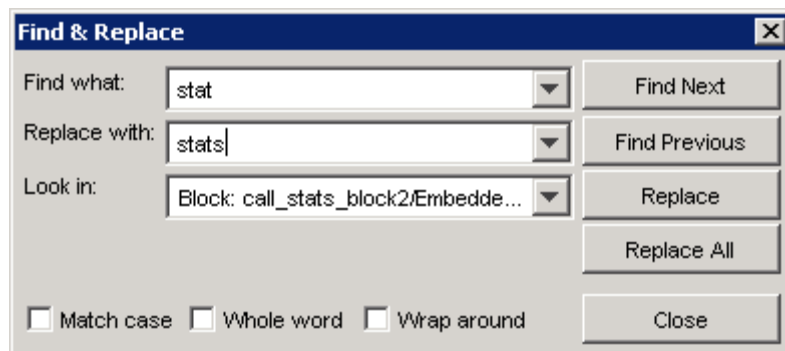 Find & Replace
Find what: stat Find Next
Replace with: stats Find Previous
Look in: Block: call_stats_block2/Embedde... Replace
Replace All
Match case Whole word Wrap around Close